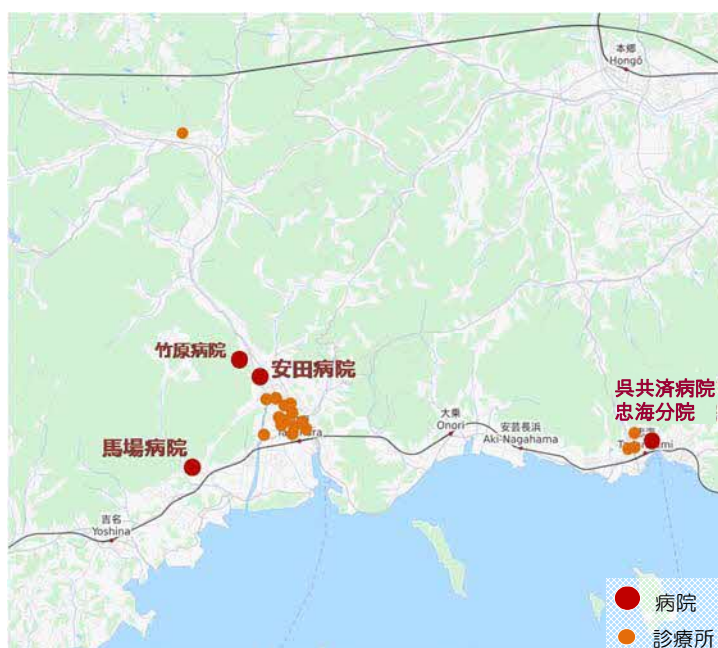 本郷
Hongō
竹原病院
安田病院
呉共済病院
忠海分院
大乗
Onori
安芸長浜
Aki-Nagahama
馬場病院
吉名
Yoshina
病院
診療所